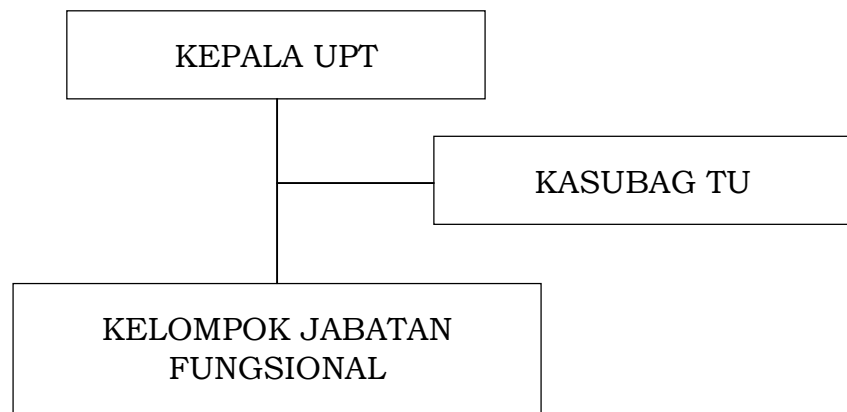 KEPALA UPT
KASUBAG TU
KELOMPOK JABATAN
FUNGSIONAL